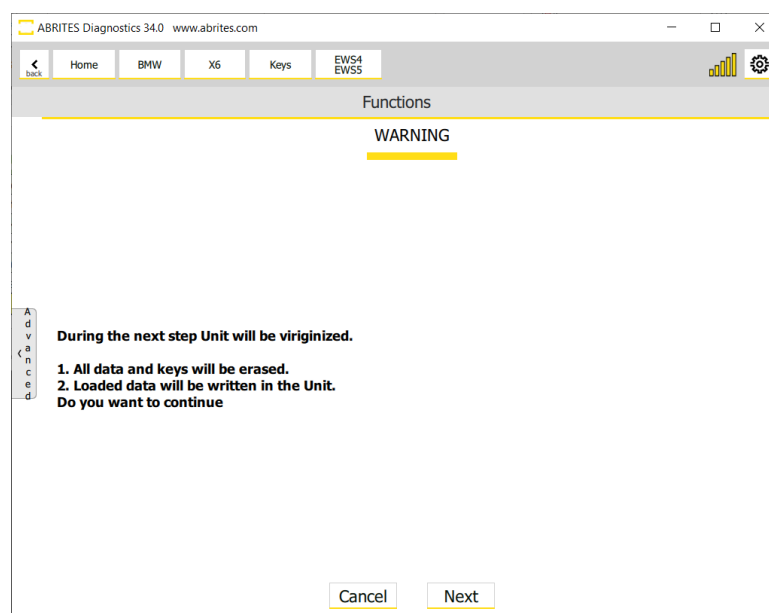 ABRITES Diagnostics 34.0 www.abrites.com
back
Home
BMW
X6
Keys
EWS4
EWS5
Functions
WARNING
Advanced
During the next step Unit will be viriginized.
1. All data and keys will be erased.
2. Loaded data will be written in the Unit.
Do you want to continue
Cancel
Next